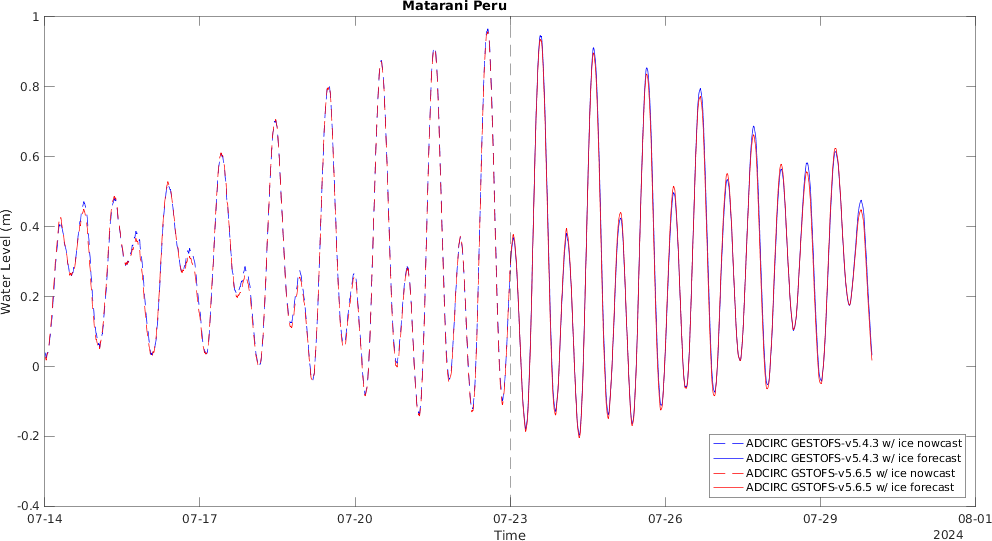 Matarani Peru
Water Level (m)
1
0.8
0.6
0.4
0.2
0
-0.2
-0.4
ADCIRC GESTOFS-v5.4.3 w/ ice nowcast
ADCIRC GESTOFS-v5.4.3 w/ ice forecast
ADCIRC GSTOFS-v5.6.5 w/ ice nowcast
ADCIRC GSTOFS-v5.6.5 w/ ice forecast
07-14 07-17 07-20 07-23 07-26 07-29 08-01
Time
2024